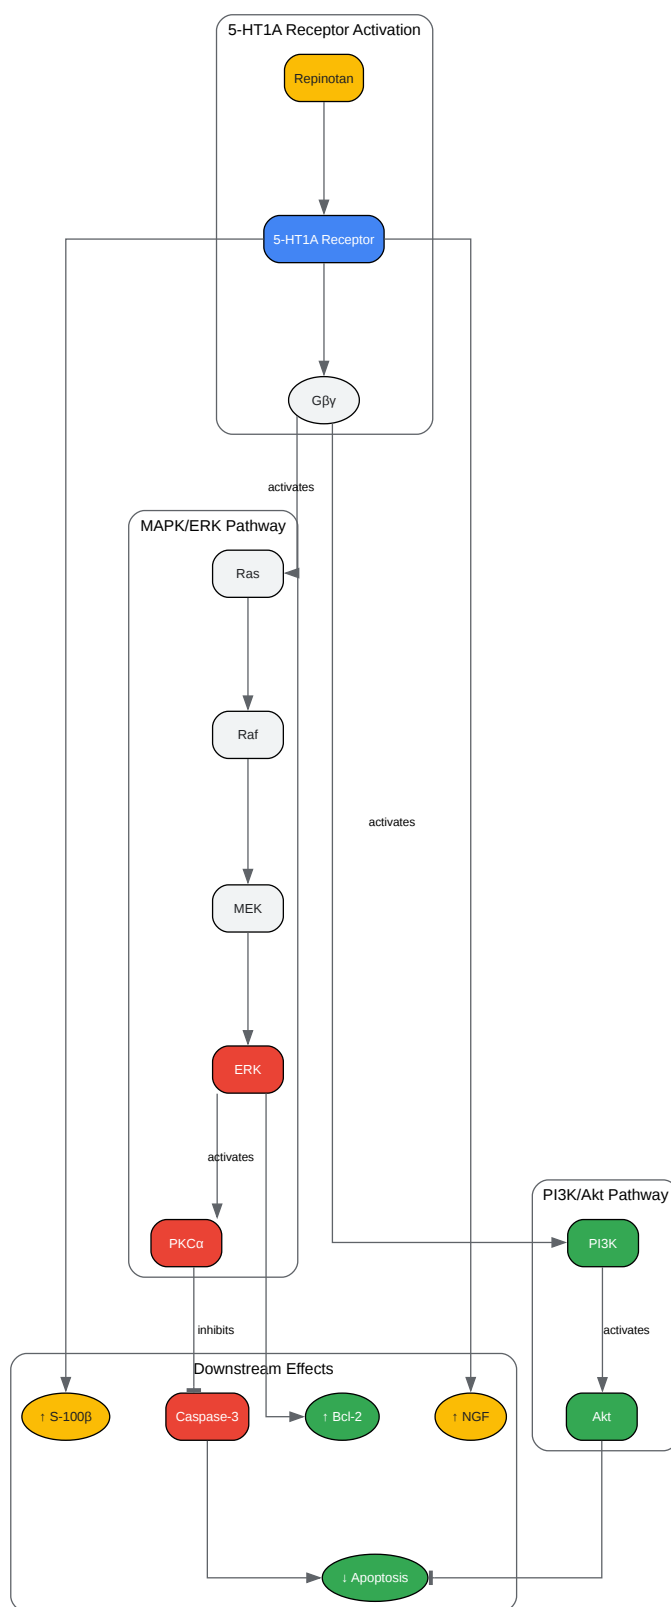 5-HT1A Receptor Activation
Repinotan
5-HT1A Receptor
Gβγ
activates
MAPK/ERK Pathway
Ras
Raf
activates
MEK
ERK
activates
PI3K/Akt Pathway
PKCα
PI3K
inhibits
activates
Downstream Effects
↑ S-100β
Caspase-3
↑ Bcl-2
↑ NGF
Akt
↓ Apoptosis